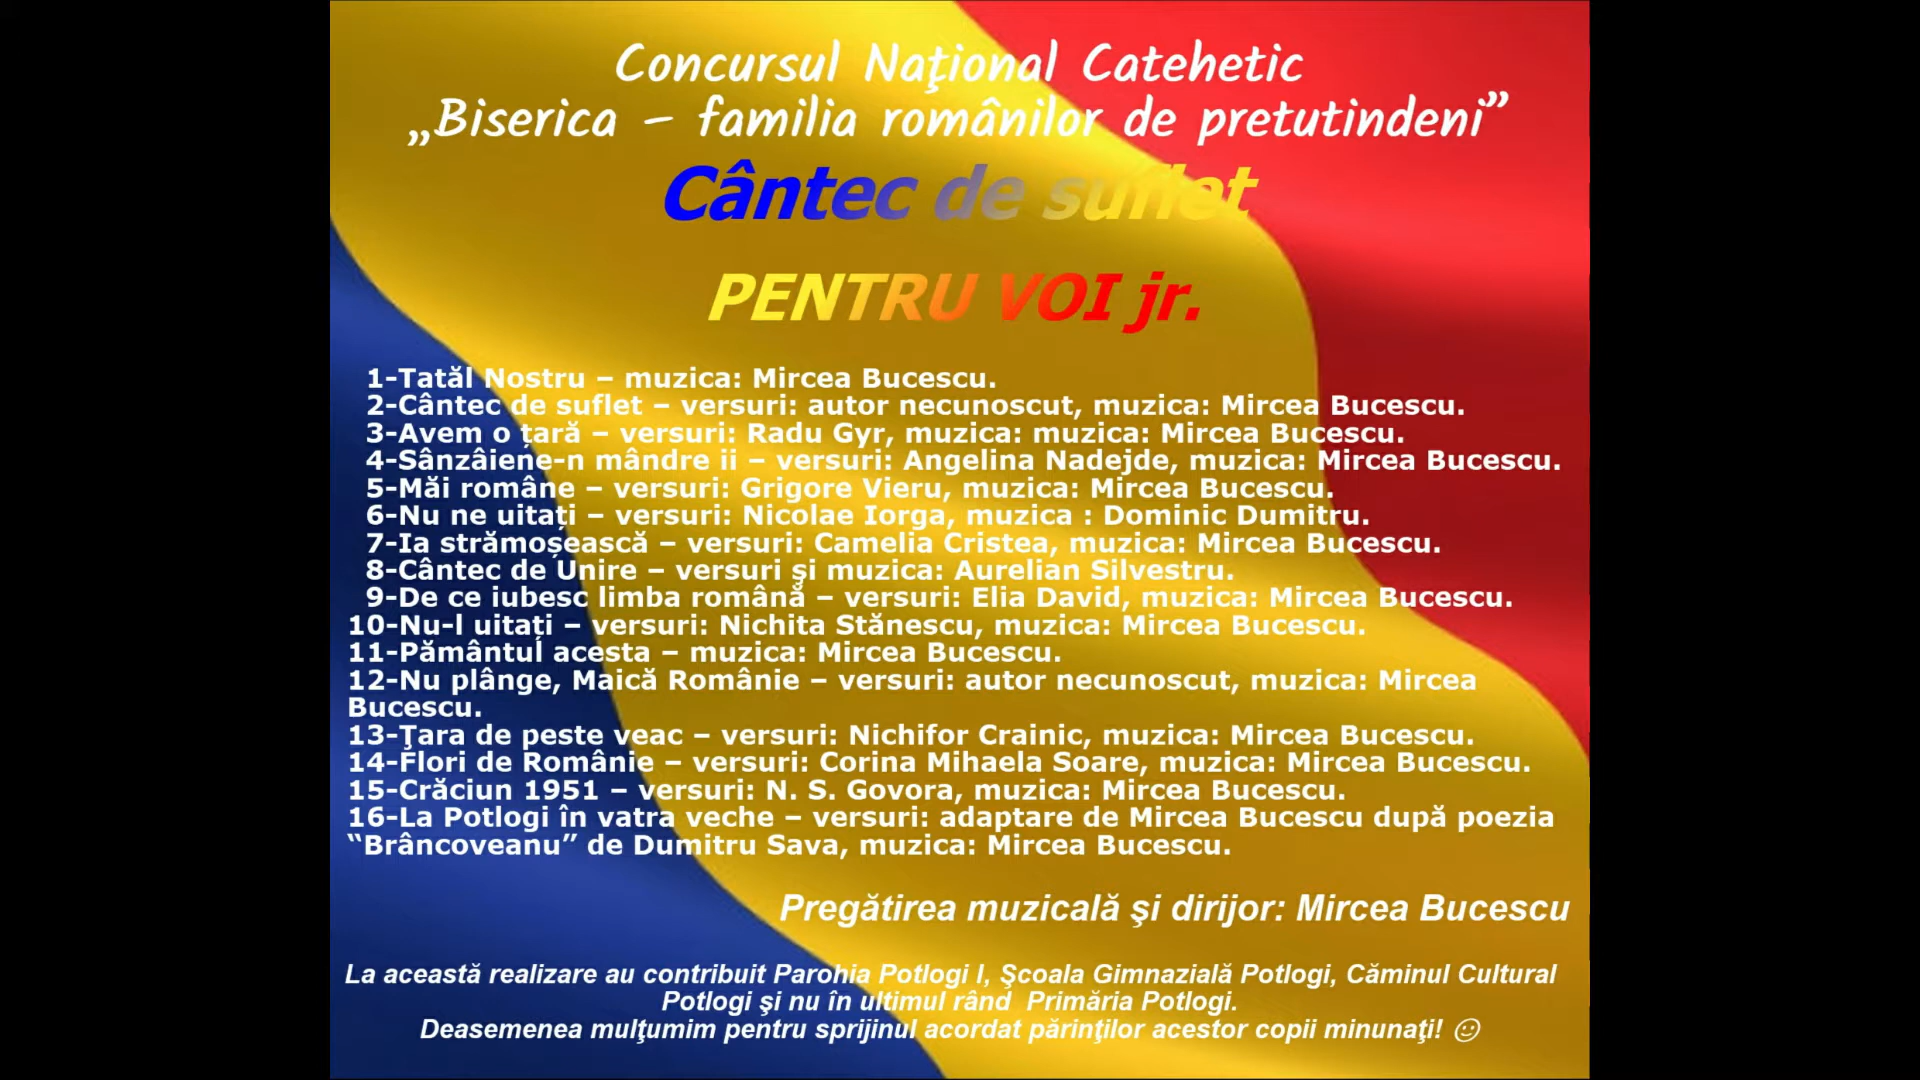 Concursul Naţional Catehetic
„Biserica – familia românilor de pretutindeni”
Cântec de suflet
PENTRU VOI jr.
1-Tatăl Nostru – muzica: Mircea Bucescu.
2-Cântec de suflet – versuri: autor necunoscut, muzica: Mircea Bucescu.
3-Avem o țară – versuri: Radu Gyr, muzica: muzica: Mircea Bucescu.
4-Sânzâiene-n mândre ii – versuri: Angelina Nadejde, muzica: Mircea Bucescu.
5-Măi române – versuri: Grigore Vieru, muzica: Mircea Bucescu.
6-Nu ne uitați – versuri: Nicolae Iorga, muzica : Dominic Dumitru.
7-Ia strămoșească – versuri: Camelia Cristea, muzica: Mircea Bucescu.
8-Cântec de Unire – versuri şi muzica: Aurelian Silvestru.
9-De ce iubesc limba română – versuri: Elia David, muzica: Mircea Bucescu.
10-Nu-l uitați – versuri: Nichita Stănescu, muzica: Mircea Bucescu.
11-Pământul acesta – muzica: Mircea Bucescu.
12-Nu plânge, Maică Românie – versuri: autor necunoscut, muzica: Mircea
Bucescu.
13-Ţara de peste veac – versuri: Nichifor Crainic, muzica: Mircea Bucescu.
14-Flori de Românie – versuri: Corina Mihaela Soare, muzica: Mircea Bucescu.
15-Crăciun 1951 – versuri: N. S. Govora, muzica: Mircea Bucescu.
16-La Potlogi în vatra veche – versuri: adaptare de Mircea Bucescu după poezia
“Brâncoveanu” de Dumitru Sava, muzica: Mircea Bucescu.
Pregătirea muzicală şi dirijor: Mircea Bucescu
La această realizare au contribuit Parohia Potlogi I, Şcoala Gimnazială Potlogi, Căminul Cultural
Potlogi şi nu în ultimul rând Primăria Potlogi.
Deasemenea mulţumim pentru sprijinul acordat părinţilor acestor copii minunaţi! ☺